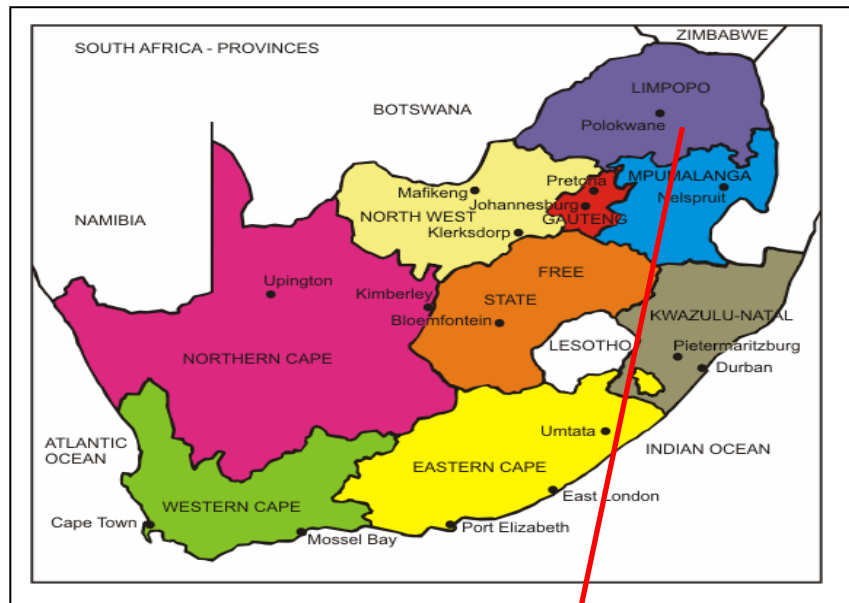 ZIMBABWE
SOUTH AFRICA - PROVINCES
LIMPOPO
BOTSWANA
Polokwane
MPUMALANGA
Pretoria
Mafikeng
Nelspruit
Johannesburg
NORTH WEST
GAUTENG
NAMIBIA
Klerksdorp
FREE
STATE
Upington
Kimberley
KWAZULU-NATAL
Bloemfontein
LESOTHO
Pietermaritzburg
NORTHERN CAPE
Durban
Umtata
ATLANTIC
OCEAN
INDIAN OCEAN
EASTERN CAPE
WESTERN CAPE
East London
Cape Town
Port Elizabeth
Mossel Bay